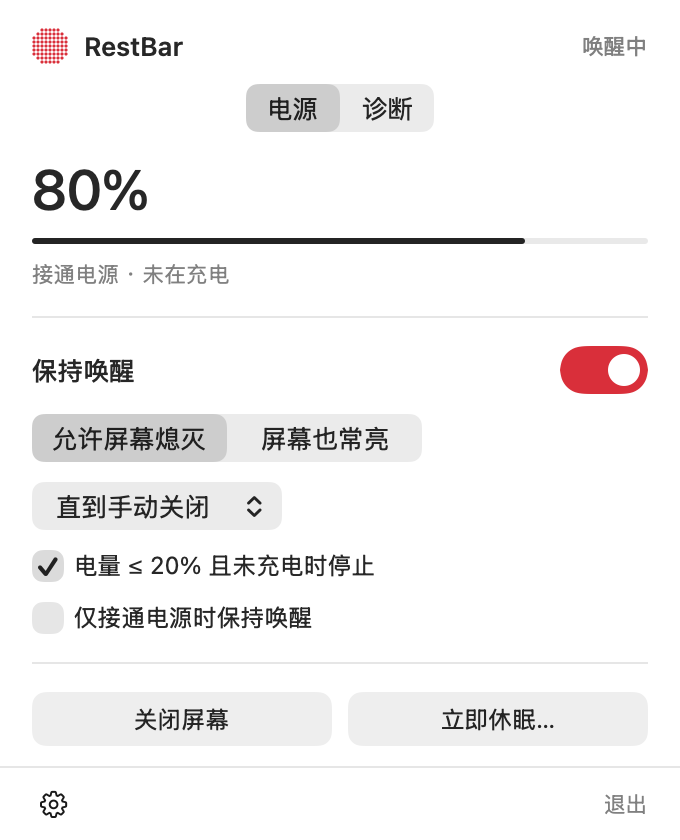 RestBar 唤醒中
电源 诊断
80%
接通电源 · 未在充电
保持唤醒
允许屏幕熄灭 屏幕也常亮
直到手动关闭
电量 ≤ 20% 且未充电时停止
仅接通电源时保持唤醒
关闭屏幕 立即休眠...
退出